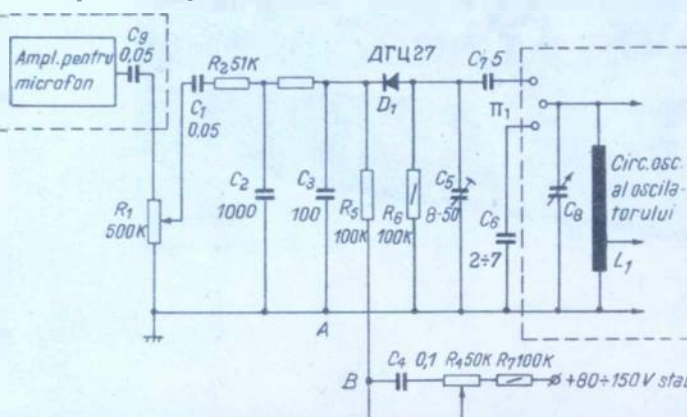 Ampl. pentru
microfon
C9
0,05
R2 51K
C1
0,05
ДГЦ27
D1
C7 5
П1
R1
500K
C2
1000
C3
100
R5
100K
R6
100K
C5
8-50
C6
2÷7
C8
Circ. osc.
al oscila-
torului
L1
A
B
C4 0,1 R4 50K R7 100K
+80÷150 V stab